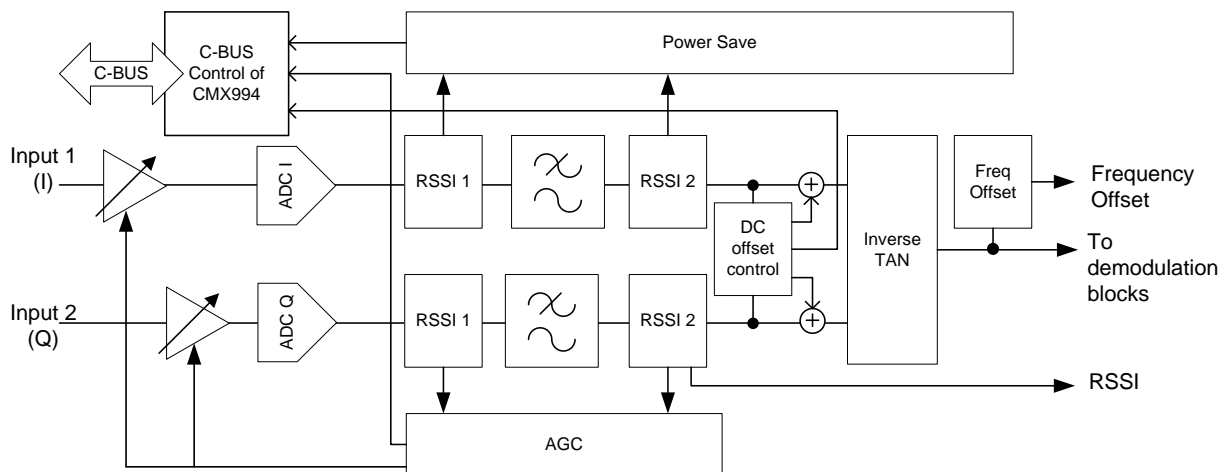 Power Save
C-BUS
Control of
CMX994
C-BUS
Input 1
(I)
ADC I
RSSI 1
RSSI 2
Freq
Offset
Frequency
Offset
DC
offset
control
Inverse
TAN
To
demodulation
blocks
Input 2
(Q)
ADC Q
RSSI 1
RSSI 2
RSSI
AGC